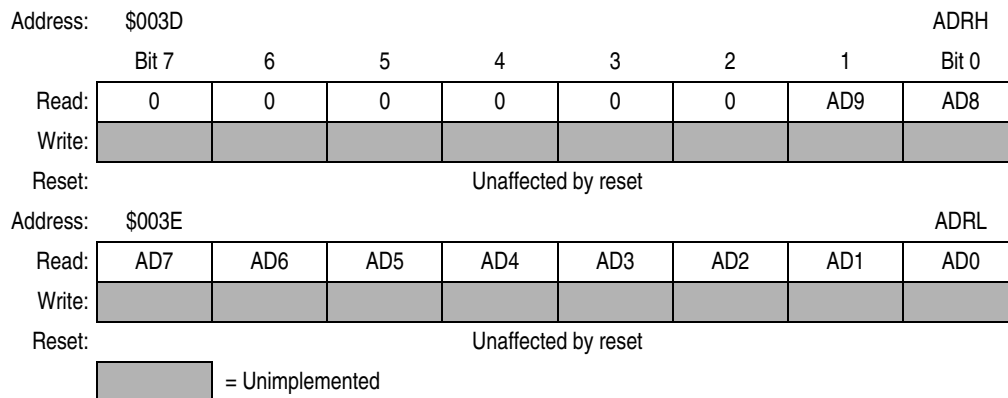 Address: $003D ADRH
Bit 7 6 5 4 3 2 1 Bit 0
Read: 0 0 0 0 0 0 AD9 AD8
Write:
Reset: Unaffected by reset
Address: $003E ADRL
Read: AD7 AD6 AD5 AD4 AD3 AD2 AD1 AD0
Write:
Reset: Unaffected by reset
= Unimplemented